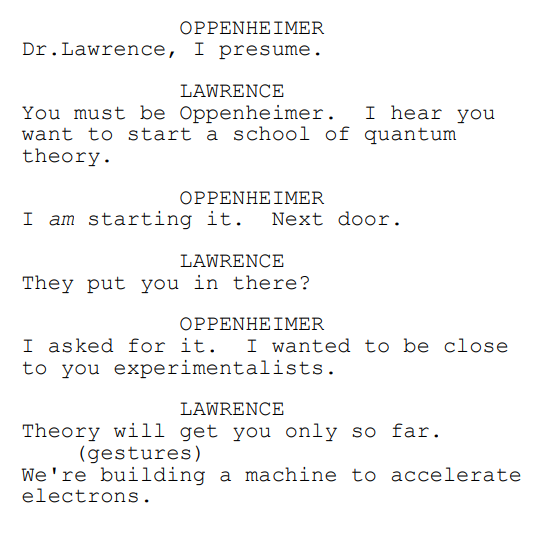 OPPENHEIMER
Dr.Lawrence, I presume.
LAWRENCE
You must be Oppenheimer.  I hear you
want to start a school of quantum
theory.
OPPENHEIMER
I am starting it.  Next door.
LAWRENCE
They put you in there?
OPPENHEIMER
I asked for it.  I wanted to be close
to you experimentalists.
LAWRENCE
Theory will get you only so far.
(gestures)
We're building a machine to accelerate
electrons.